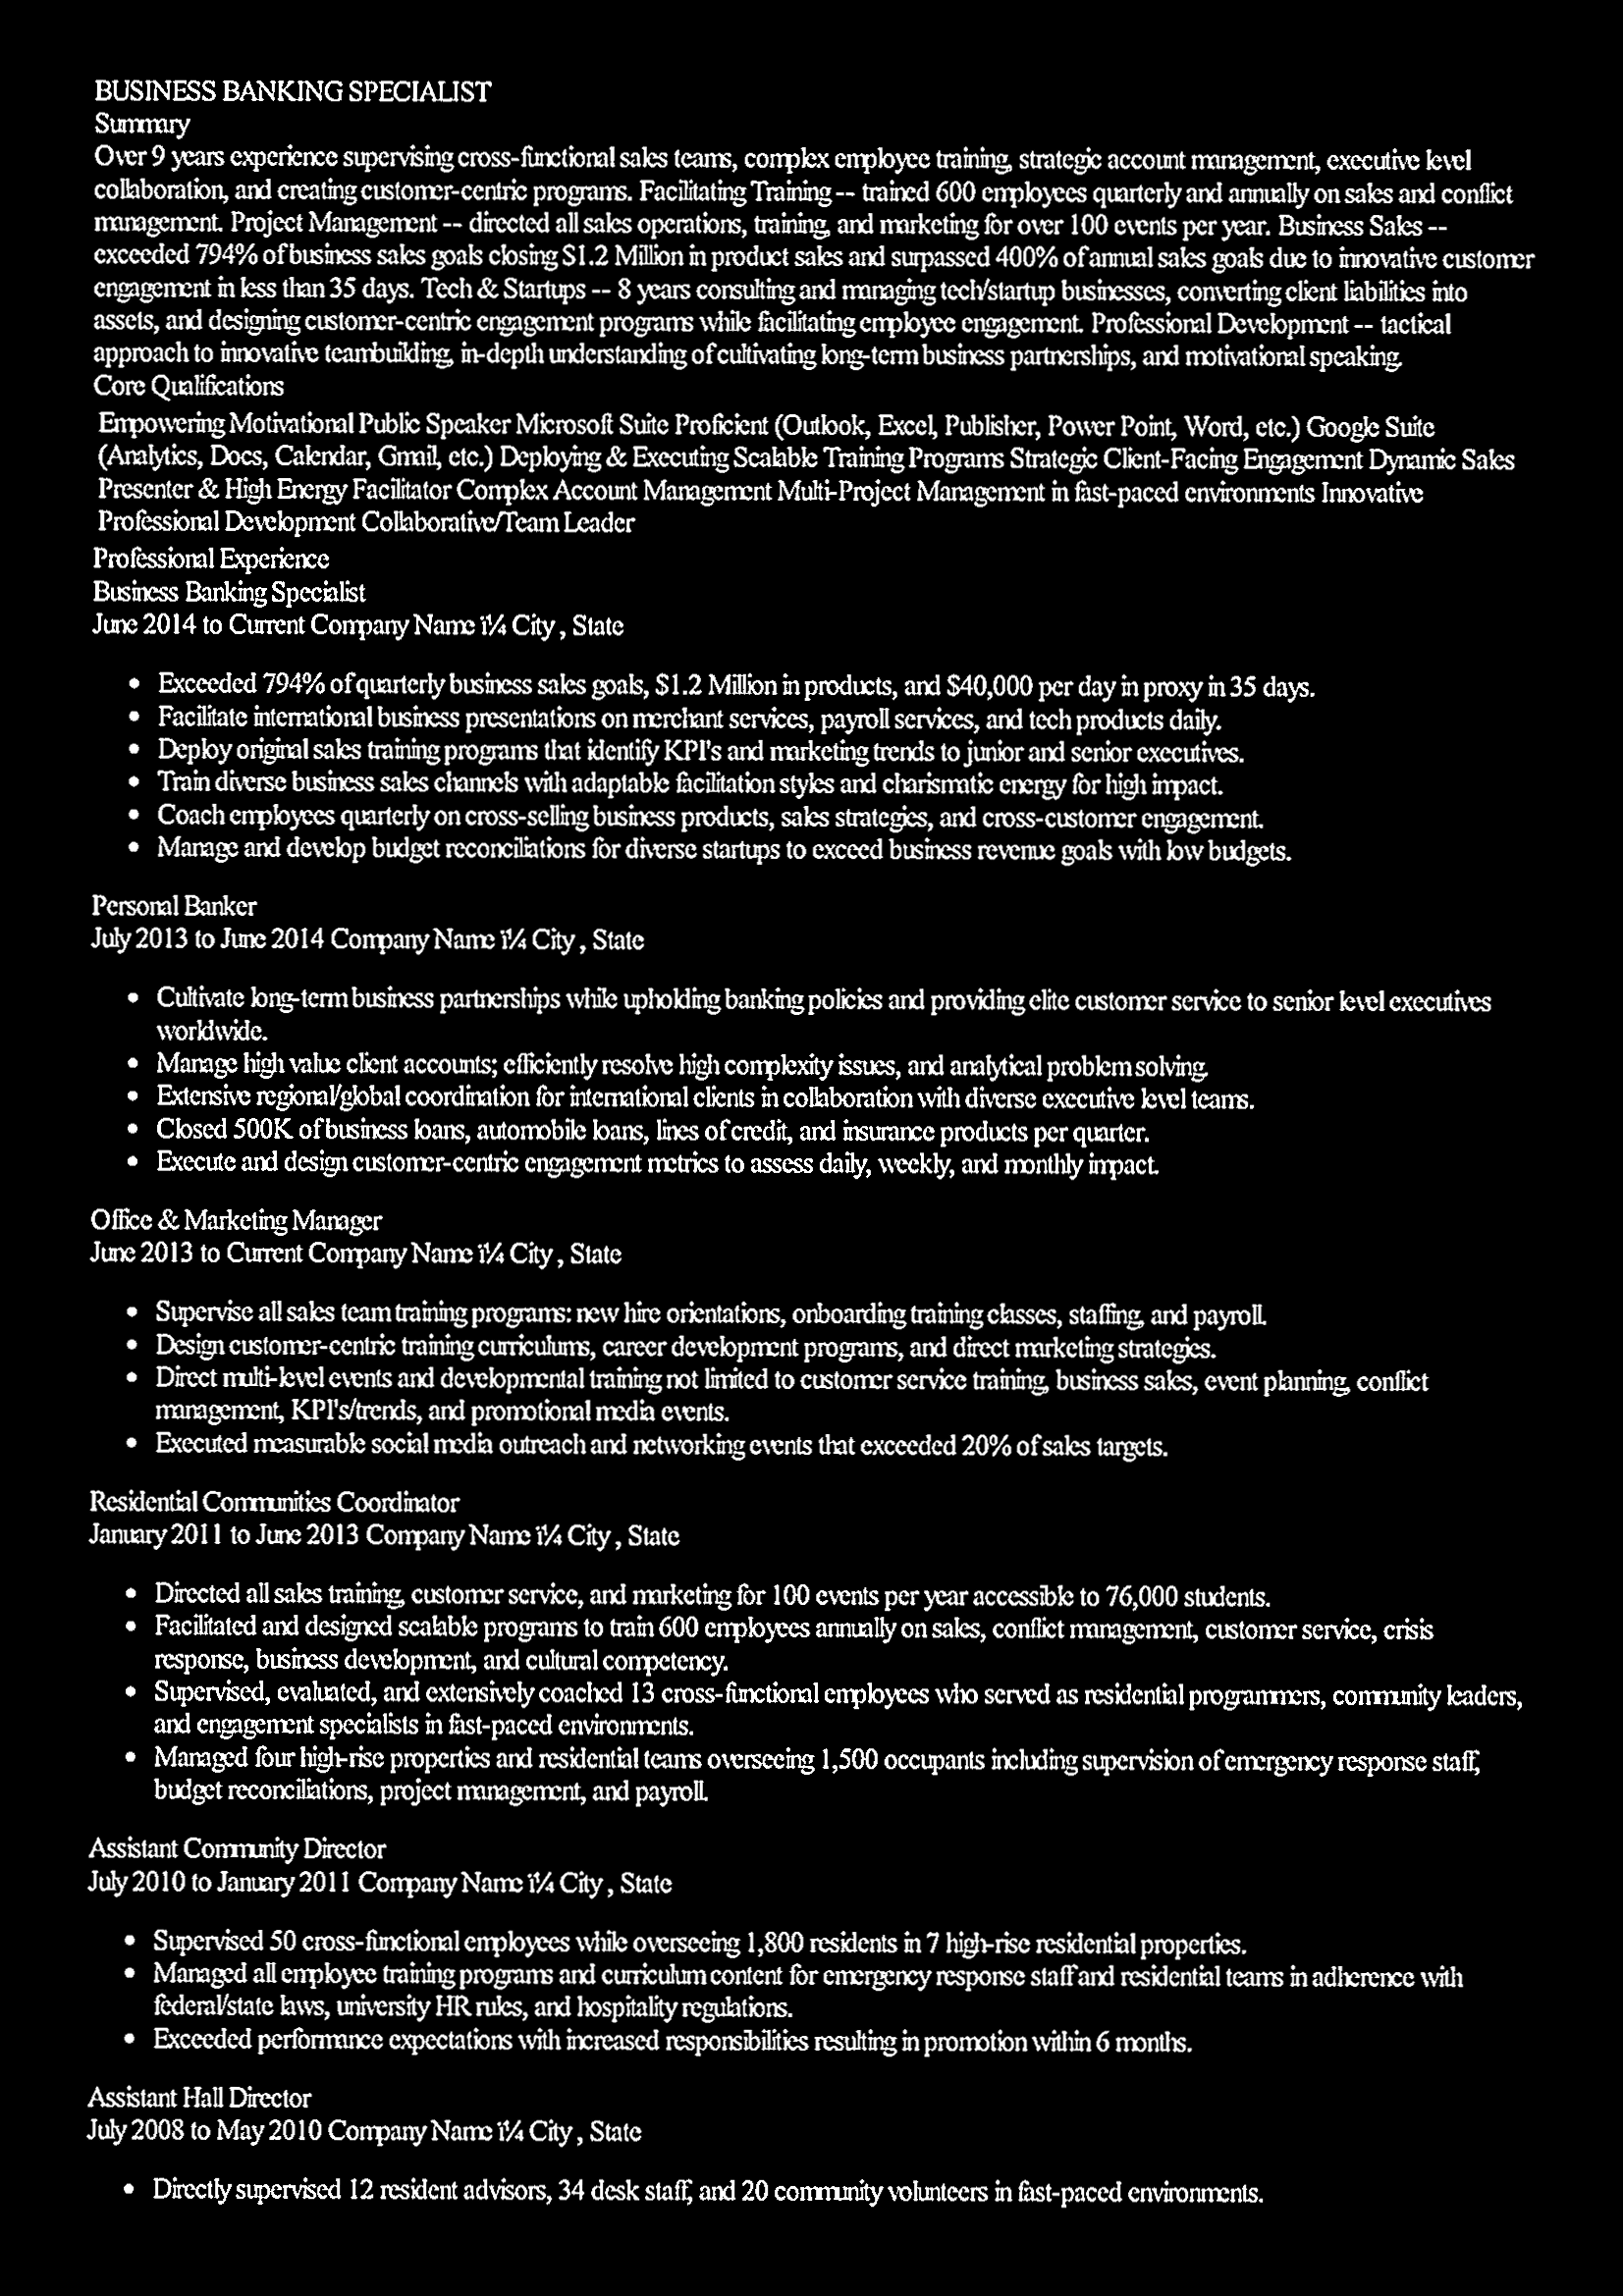 BUSINESS BANKING SPECIALIST
Summary
Over 9 years experience supervising cross-functional sales teams, complex employee training, strategic account management, executive level
collaboration, and creating customer-centric programs. Facilitating Training -- trained 600 employees quarterly and annually on sales and conflict
management. Project Management -- directed all sales operations, training, and marketing for over 100 events per year. Business Sales --
exceeded 794% of business sales goals closing $1.2 Million in product sales and surpassed 400% of annual sales goals due to innovative customer
engagement in less than 35 days. Tech & Startups -- 8 years consulting and managing tech/startup businesses, converting client liabilities into
assets, and designing customer-centric engagement programs while facilitating employee engagement. Professional Development -- tactical
approach to innovative teambuilding, in-depth understanding of cultivating long-term business partnerships, and motivational speaking.
Core Qualifications
Empowering Motivational Public Speaker Microsoft Suite Proficient (Outlook, Excel, Publisher, Power Point, Word, etc.) Google Suite
(Analytics, Docs, Calendar, Gmail, etc.) Deploying & Executing Scalable Training Programs Strategic Client-Facing Engagement Dynamic Sales
Presenter & High Energy Facilitator Complex Account Management Multi-Project Management in fast-paced environments Innovative
Professional Development Collaborative/Team Leader
Professional Experience
Business Banking Specialist
June 2014 to Current Company Name ï¼ City , State
• Exceeded 794% of quarterly business sales goals, $1.2 Million in products, and $40,000 per day in proxy in 35 days.
• Facilitate international business presentations on merchant services, payroll services, and tech products daily.
• Deploy original sales training programs that identify KPI's and marketing trends to junior and senior executives.
• Train diverse business sales channels with adaptable facilitation styles and charismatic energy for high impact.
• Coach employees quarterly on cross-selling business products, sales strategies, and cross-customer engagement.
• Manage and develop budget reconciliations for diverse startups to exceed business revenue goals with low budgets.
Personal Banker
July 2013 to June 2014 Company Name ï¼ City , State
• Cultivate long-term business partnerships while upholding banking policies and providing elite customer service to senior level executives
worldwide.
• Manage high value client accounts; efficiently resolve high complexity issues, and analytical problem solving.
• Extensive regional/global coordination for international clients in collaboration with diverse executive level teams.
• Closed 500K of business loans, automobile loans, lines of credit, and insurance products per quarter.
• Execute and design customer-centric engagement metrics to assess daily, weekly, and monthly impact.
Office & Marketing Manager
June 2013 to Current Company Name ï¼ City , State
• Supervise all sales team training programs: new hire orientations, onboarding training classes, staffing, and payroll.
• Design customer-centric training curriculums, career development programs, and direct marketing strategies.
• Direct multi-level events and developmental training not limited to customer service training, business sales, event planning, conflict
management, KPI's/trends, and promotional media events.
• Executed measurable social media outreach and networking events that exceeded 20% of sales targets.
Residential Communities Coordinator
January 2011 to June 2013 Company Name ï¼ City , State
• Directed all sales training, customer service, and marketing for 100 events per year accessible to 76,000 students.
• Facilitated and designed scalable programs to train 600 employees annually on sales, conflict management, customer service, crisis
response, business development, and cultural competency.
• Supervised, evaluated, and extensively coached 13 cross-functional employees who served as residential programmers, community leaders,
and engagement specialists in fast-paced environments.
• Managed four high-rise properties and residential teams overseeing 1,500 occupants including supervision of emergency response staff,
budget reconciliations, project management, and payroll.
Assistant Community Director
July 2010 to January 2011 Company Name ï¼ City , State
• Supervised 50 cross-functional employees while overseeing 1,800 residents in 7 high-rise residential properties.
• Managed all employee training programs and curriculum content for emergency response staff and residential teams in adherence with
federal/state laws, university HR rules, and hospitality regulations.
• Exceeded performance expectations with increased responsibilities resulting in promotion within 6 months.
Assistant Hall Director
July 2008 to May 2010 Company Name ï¼ City , State
• Directly supervised 12 resident advisors, 34 desk staff, and 20 community volunteers in fast-paced environments.